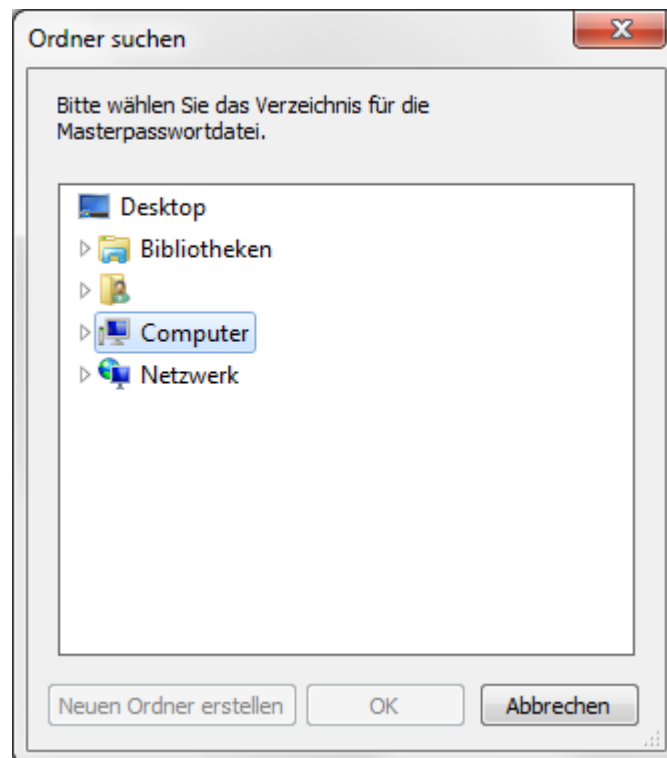 Ordner suchen
Bitte wählen Sie das Verzeichnis für die
Masterpasswortdatei.
Desktop
Bibliotheken
Computer
Netzwerk
Neuen Ordner erstellen OK Abbrechen